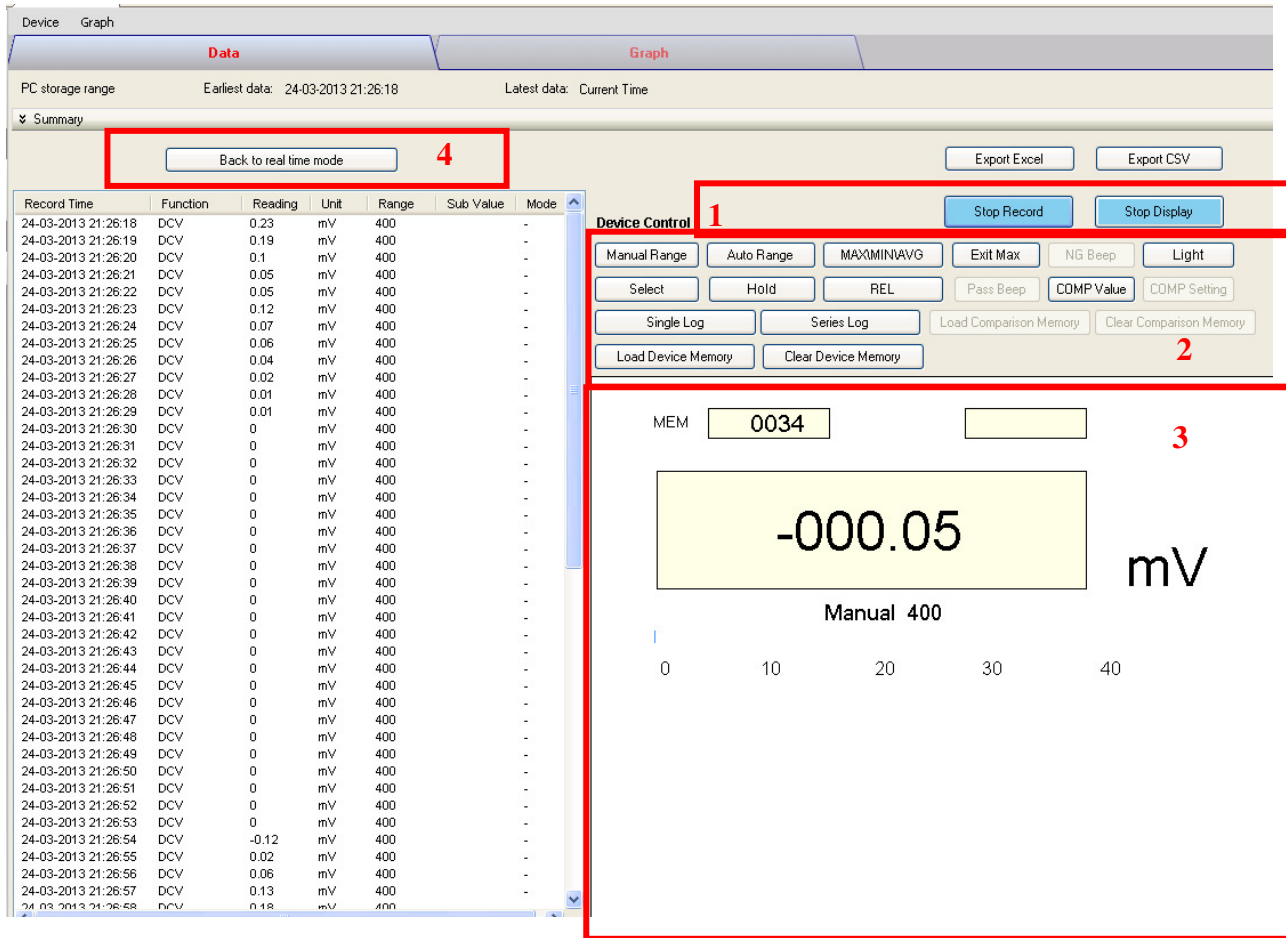 Device Graph
Data Graph
PC storage range Earliest data: 24-03-2013 21:26:18 Latest data: Current Time
Summary
Back to real time mode 4 Export Excel Export CSV
Record Time Function Reading Unit Range Sub Value Mode
24-03-2013 21:26:18 DCV 0.23 mV 400 -
24-03-2013 21:26:19 DCV 0.19 mV 400 -
24-03-2013 21:26:20 DCV 0.1 mV 400 -
24-03-2013 21:26:21 DCV 0.05 mV 400 -
24-03-2013 21:26:22 DCV 0.05 mV 400 -
24-03-2013 21:26:23 DCV 0.12 mV 400 -
24-03-2013 21:26:24 DCV 0.07 mV 400 -
24-03-2013 21:26:25 DCV 0.06 mV 400 -
24-03-2013 21:26:26 DCV 0.04 mV 400 -
24-03-2013 21:26:27 DCV 0.02 mV 400 -
24-03-2013 21:26:28 DCV 0.01 mV 400 -
24-03-2013 21:26:29 DCV 0.01 mV 400 -
24-03-2013 21:26:30 DCV 0 mV 400 -
24-03-2013 21:26:31 DCV 0 mV 400 -
24-03-2013 21:26:32 DCV 0 mV 400 -
24-03-2013 21:26:33 DCV 0 mV 400 -
24-03-2013 21:26:34 DCV 0 mV 400 -
24-03-2013 21:26:35 DCV 0 mV 400 -
24-03-2013 21:26:36 DCV 0 mV 400 -
24-03-2013 21:26:37 DCV 0 mV 400 -
24-03-2013 21:26:38 DCV 0 mV 400 -
24-03-2013 21:26:39 DCV 0 mV 400 -
24-03-2013 21:26:40 DCV 0 mV 400 -
24-03-2013 21:26:41 DCV 0 mV 400 -
24-03-2013 21:26:42 DCV 0 mV 400 -
24-03-2013 21:26:43 DCV 0 mV 400 -
24-03-2013 21:26:44 DCV 0 mV 400 -
24-03-2013 21:26:45 DCV 0 mV 400 -
24-03-2013 21:26:46 DCV 0 mV 400 -
24-03-2013 21:26:47 DCV 0 mV 400 -
24-03-2013 21:26:48 DCV 0 mV 400 -
24-03-2013 21:26:49 DCV 0 mV 400 -
24-03-2013 21:26:50 DCV 0 mV 400 -
24-03-2013 21:26:51 DCV 0 mV 400 -
24-03-2013 21:26:52 DCV 0 mV 400 -
24-03-2013 21:26:53 DCV 0 mV 400 -
24-03-2013 21:26:54 DCV -0.12 mV 400 -
24-03-2013 21:26:55 DCV 0.02 mV 400 -
24-03-2013 21:26:56 DCV 0.06 mV 400 -
24-03-2013 21:26:57 DCV 0.13 mV 400 -
24-03-2013 21:26:58 DCV 0.18 mV 400
Device Control 1 Stop Record Stop Display
Manual Range Auto Range MAX\MIN\AVG Exit Max NG Beep Light
Select Hold REL Pass Beep COMP Value COMP Setting
Single Log Series Log Load Comparison Memory Clear Comparison Memory
Load Device Memory Clear Device Memory 2
MEM 0034 3
-000.05 mV
Manual 400
0 10 20 30 40